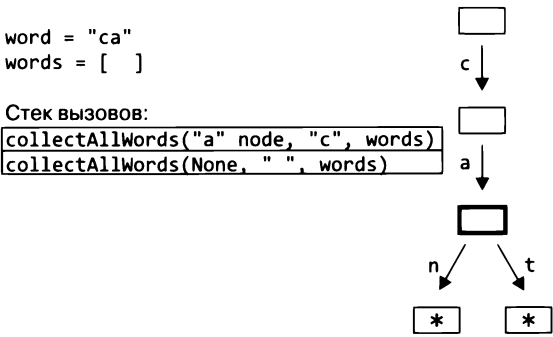 word = "ca"
words = [  ]
Стек вызовов:
collectAllWords("a" node, "c", words)
collectAllWords(None, " ", words)
c
a
n t
* *